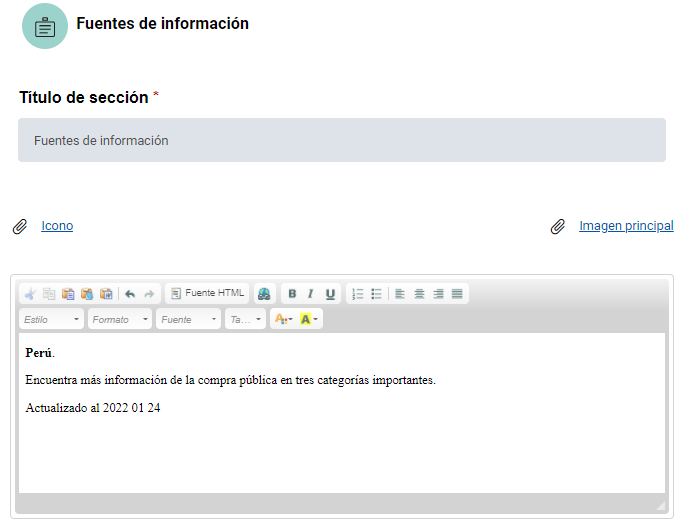 Fuentes de información
Título de sección *
Fuentes de información
Icono
Imagen principal
Fuente HTML
B I U
Estilo Formato Fuente Ta... A
Perú.
Encuentra más información de la compra pública en tres categorías importantes.
Actualizado al 2022 01 24